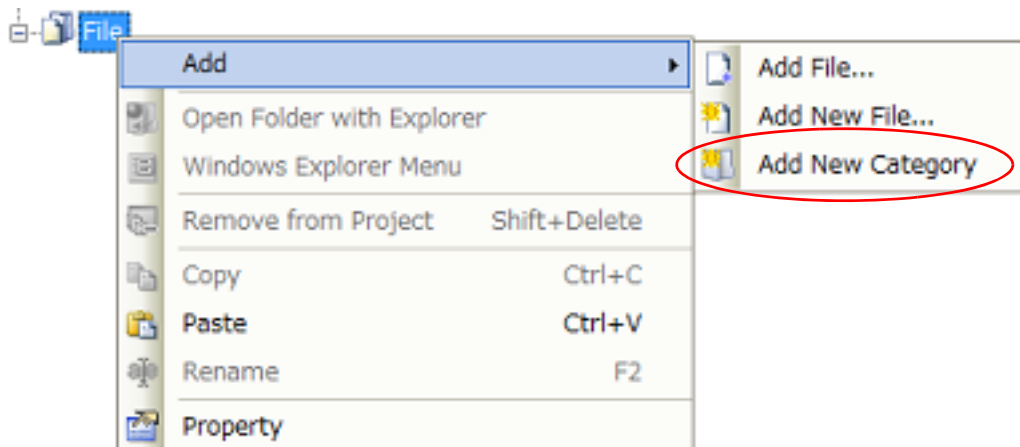 File
Add
Add File...
Add New File...
Add New Category
Open Folder with Explorer
Windows Explorer Menu
Remove from Project Shift+Delete
Copy Ctrl+C
Paste Ctrl+V
Rename F2
Property